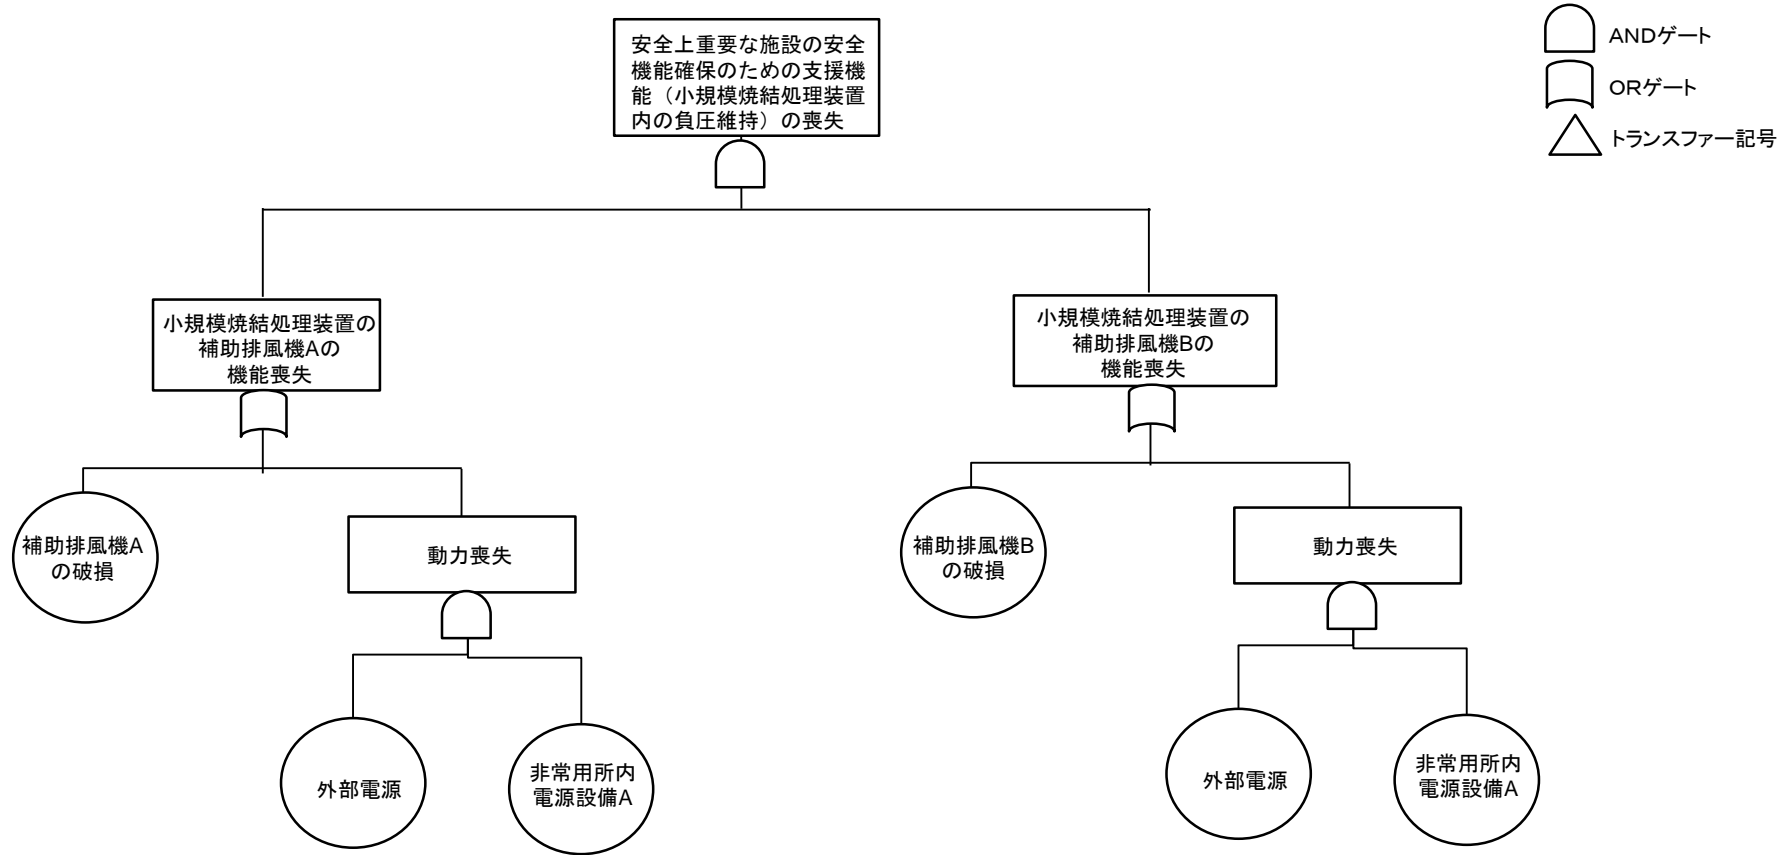 安全上重要な施設の安全
機能確保のための支援機
能（小規模焼結処理装置
内の負圧維持）の喪失
ANDゲート
ORゲート
トランスファー記号
小規模焼結処理装置の
補助排風機Aの
機能喪失
小規模焼結処理装置の
補助排風機Bの
機能喪失
補助排風機A
の破損
動力喪失
補助排風機B
の破損
動力喪失
外部電源
非常用所内
電源設備A
外部電源
非常用所内
電源設備A